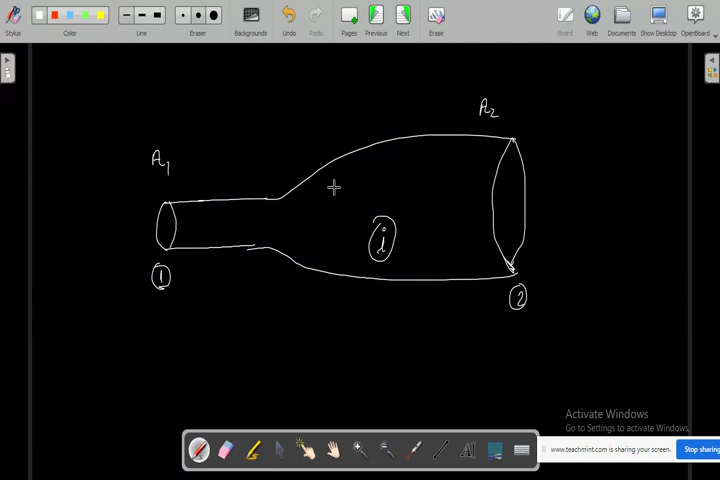 Stylus
Color
Line
Eraser
Backgrounds
Undo
Redo
Pages
Previous
Next
Erase
Board
Web
Documents
Show Desktop
OpenBoard
A1
A2
i
1
2
Activate Windows
Go to Settings to activate Windows.
www.teachmint.com is sharing your screen.
Stop sharing
A